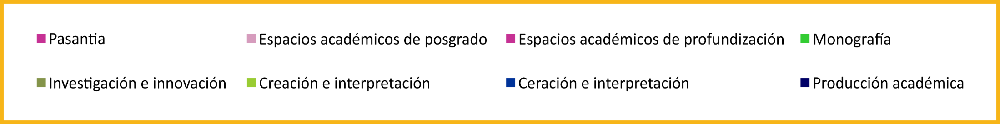 Pasantia Espacios académicos de posgrado Espacios académicos de profundización Monografía
Investigación e innovación Creación e interpretación Ceración e interpretación Producción académica